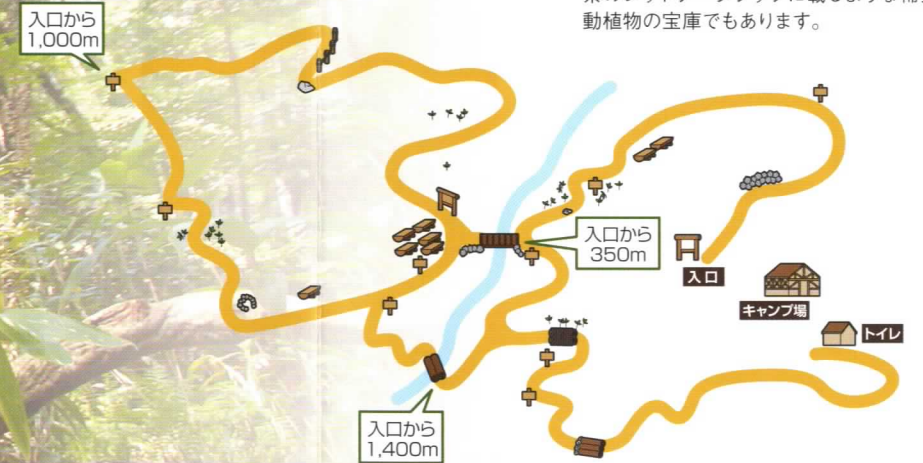 動植物の宝庫でもあります。
入口から
1,000m
入口から
350m
入口
キャンプ場
トイレ
入口から
1,400m